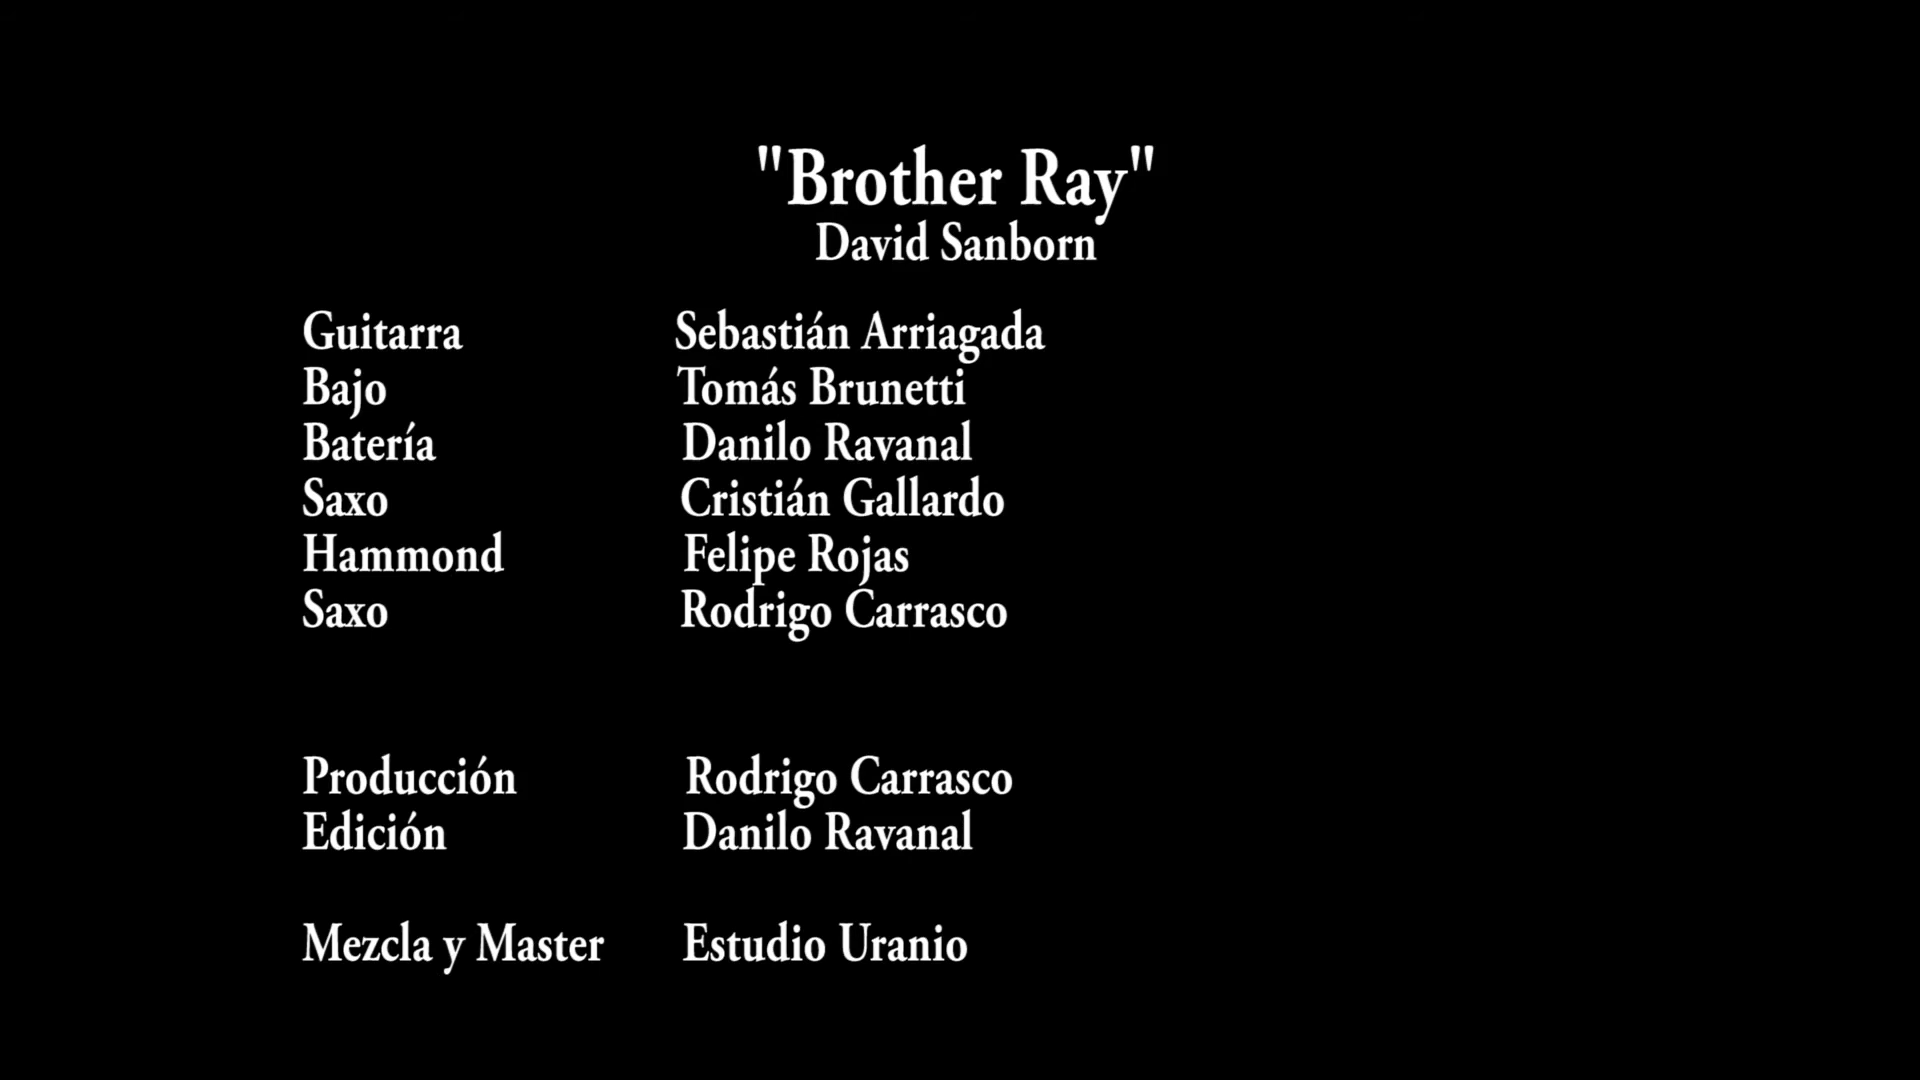 "Brother Ray"
David Sanborn
Guitarra Sebastián Arriagada
Bajo Tomás Brunetti
Batería Danilo Ravanal
Saxo Cristián Gallardo
Hammond Felipe Rojas
Saxo Rodrigo Carrasco
Producción Rodrigo Carrasco
Edición Danilo Ravanal
Mezcla y Master Estudio Uranio